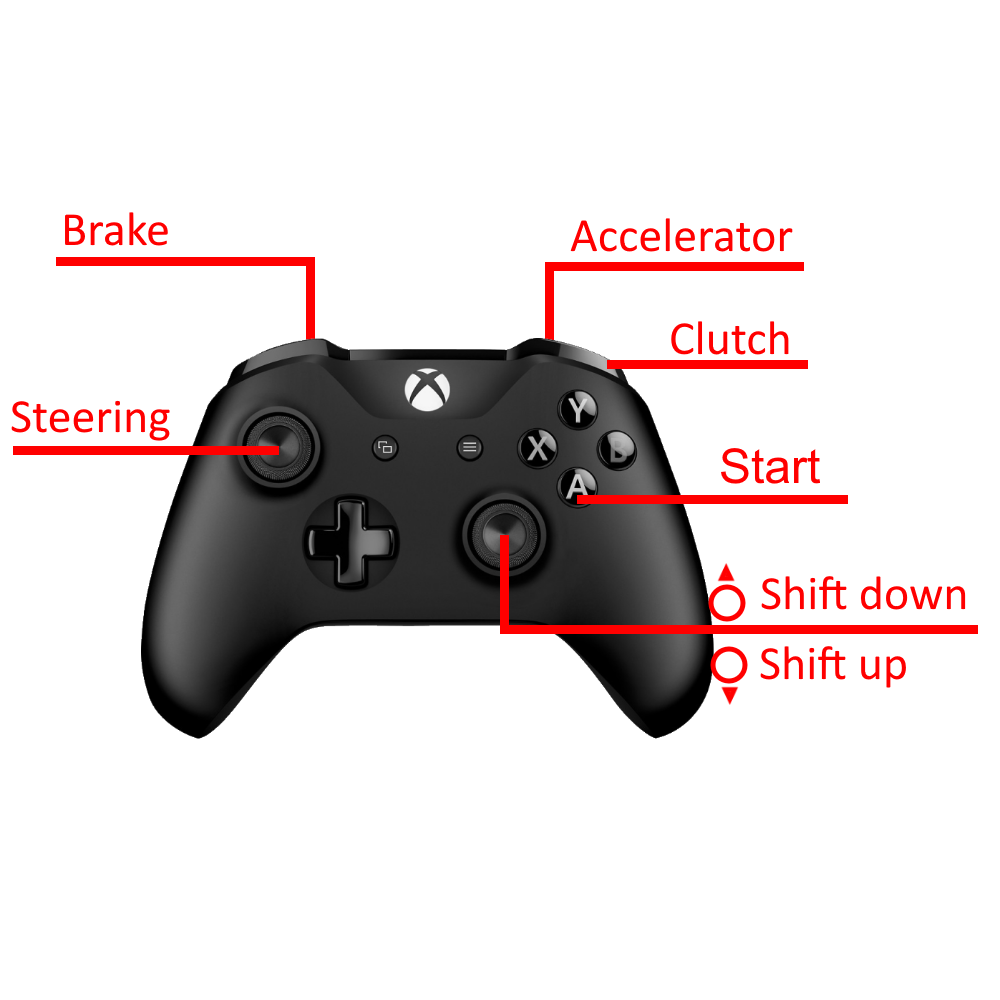 Brake
Accelerator
Clutch
Steering
Y
X
B
A
Start
Shift down
Shift up